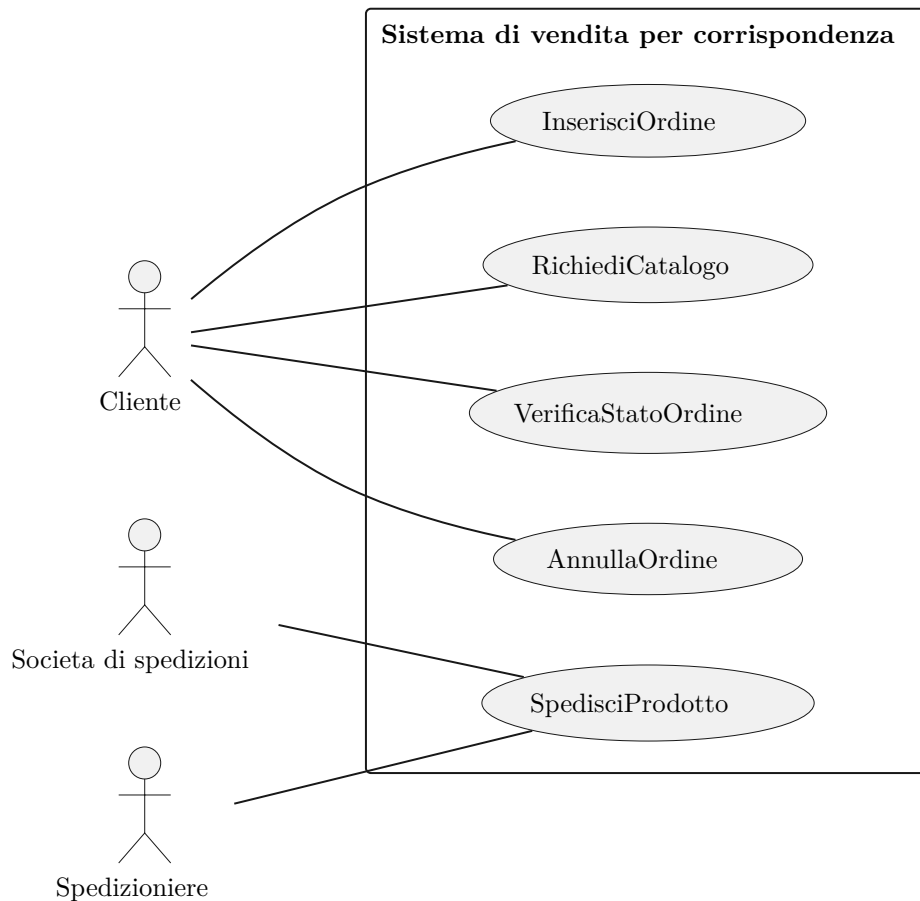 Sistema di vendita per corrispondenza
InserisciOrdine
RichiediCatalogo
Cliente
VerificaStatoOrdine
AnnullaOrdine
Societa di spedizioni
SpedisciProdotto
Spedizioniere